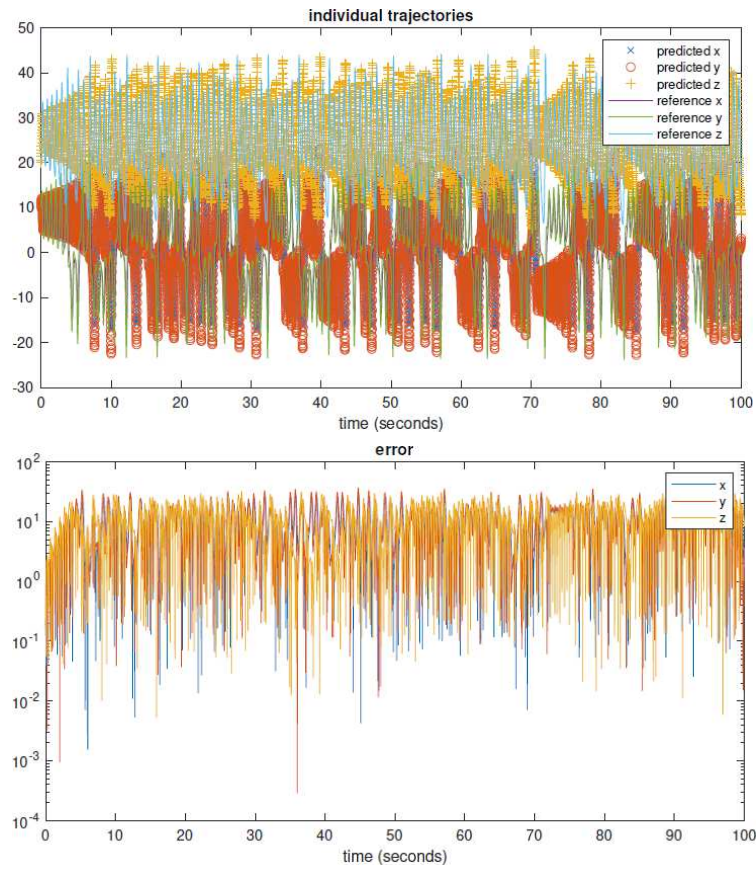 individual trajectories
50
40
30
20
10
0
-10
-20
-30
predicted x
predicted y
predicted z
reference x
reference y
reference z
0 10 20 30 40 50 60 70 80 90 100
time (seconds)
error
10^2
10^1
10^0
10^-1
10^-2
10^-3
10^-4
x
y
z
0 10 20 30 40 50 60 70 80 90 100
time (seconds)